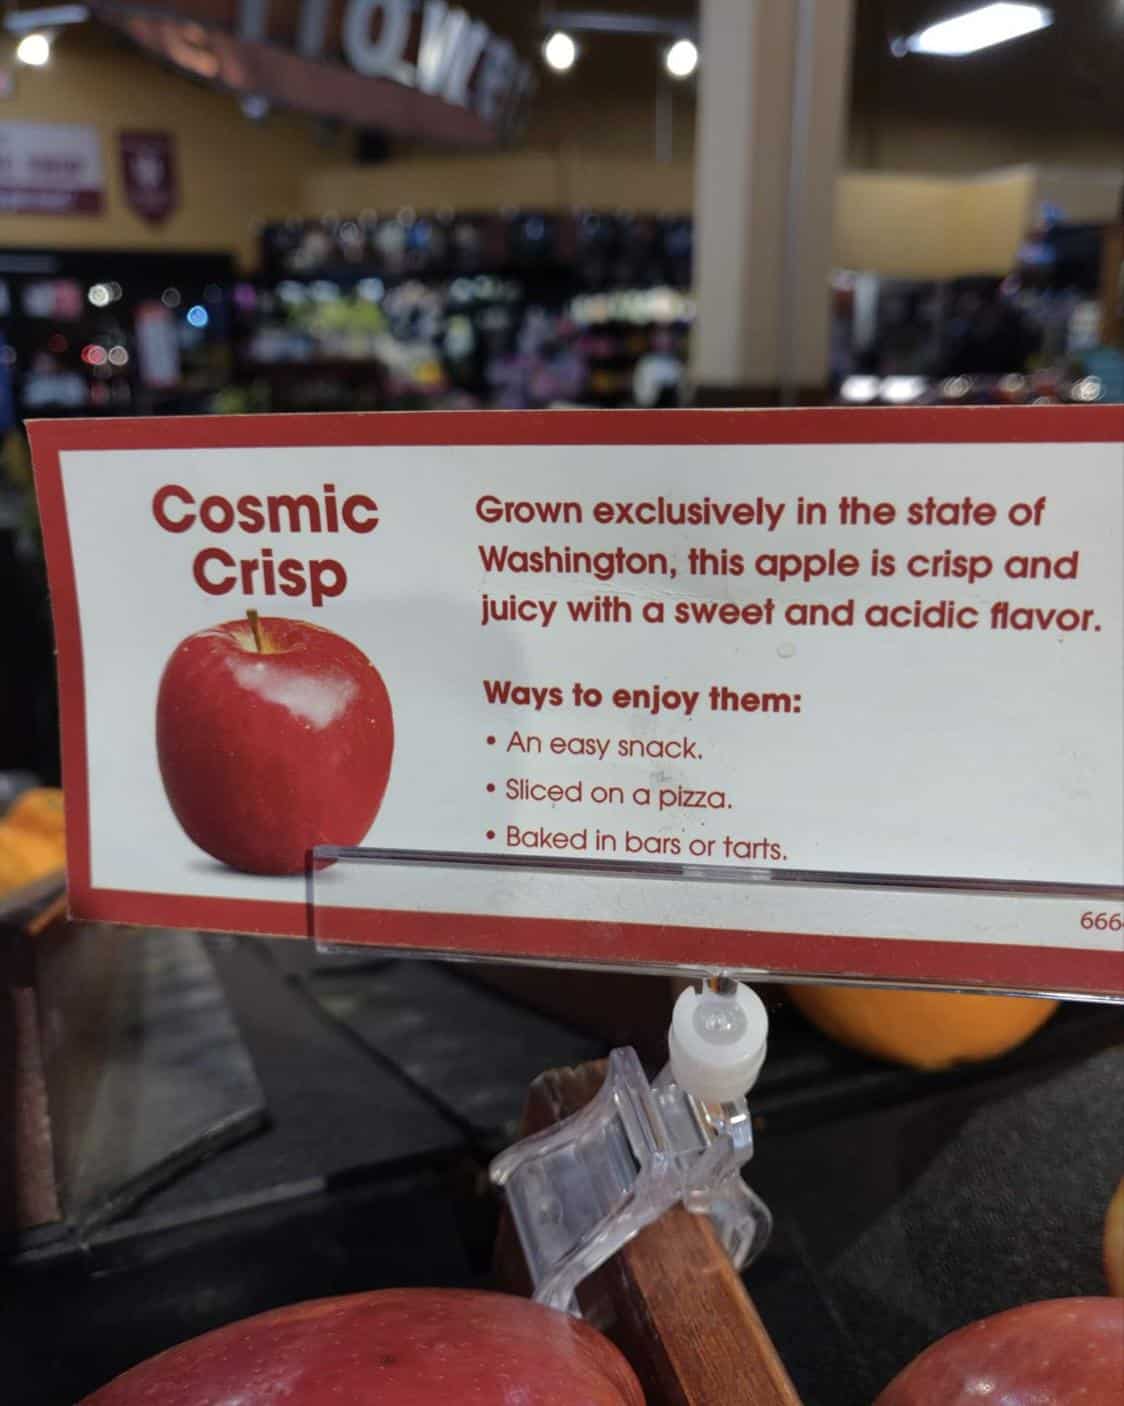 Cosmic
Crisp
Grown exclusively in the state of
Washington, this apple is crisp and
juicy with a sweet and acidic flavor.
Ways to enjoy them:
• An easy snack.
• Sliced on a pizza.
• Baked in bars or tarts.